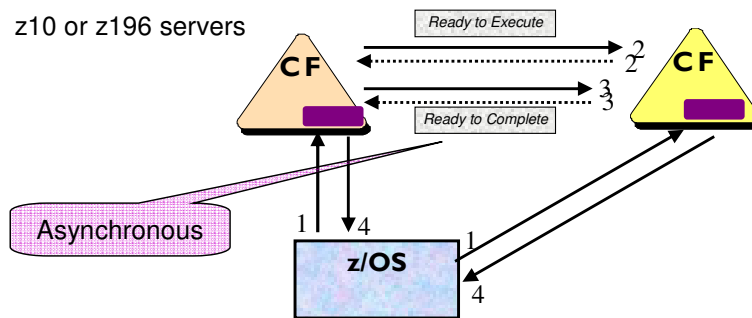 z10 or z196 servers
Ready to Execute
2
2
CF
CF
3
3
Ready to Complete
Asynchronous
1
4
1
z/OS
4